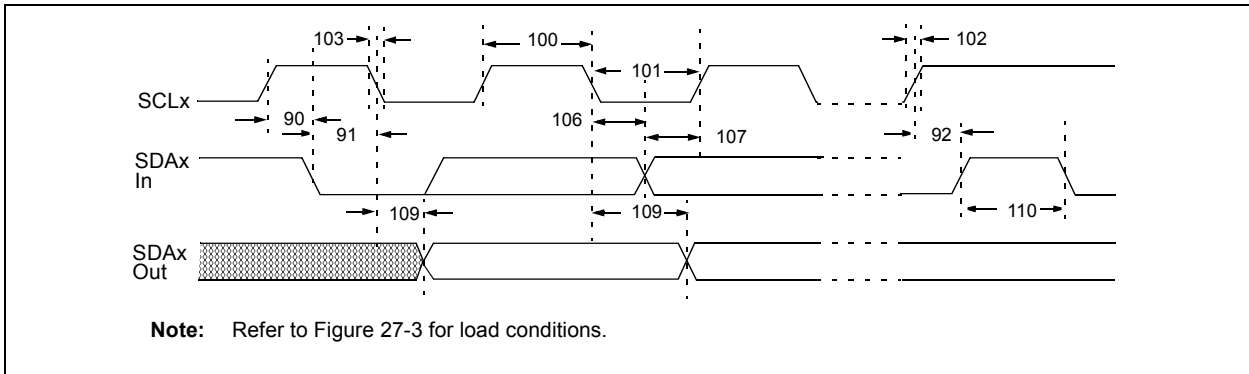 103
100
102
101
SCLx
90
91
106
107
92
SDAx
In
109
109
110
SDAx
Out
Note: Refer to Figure 27-3 for load conditions.